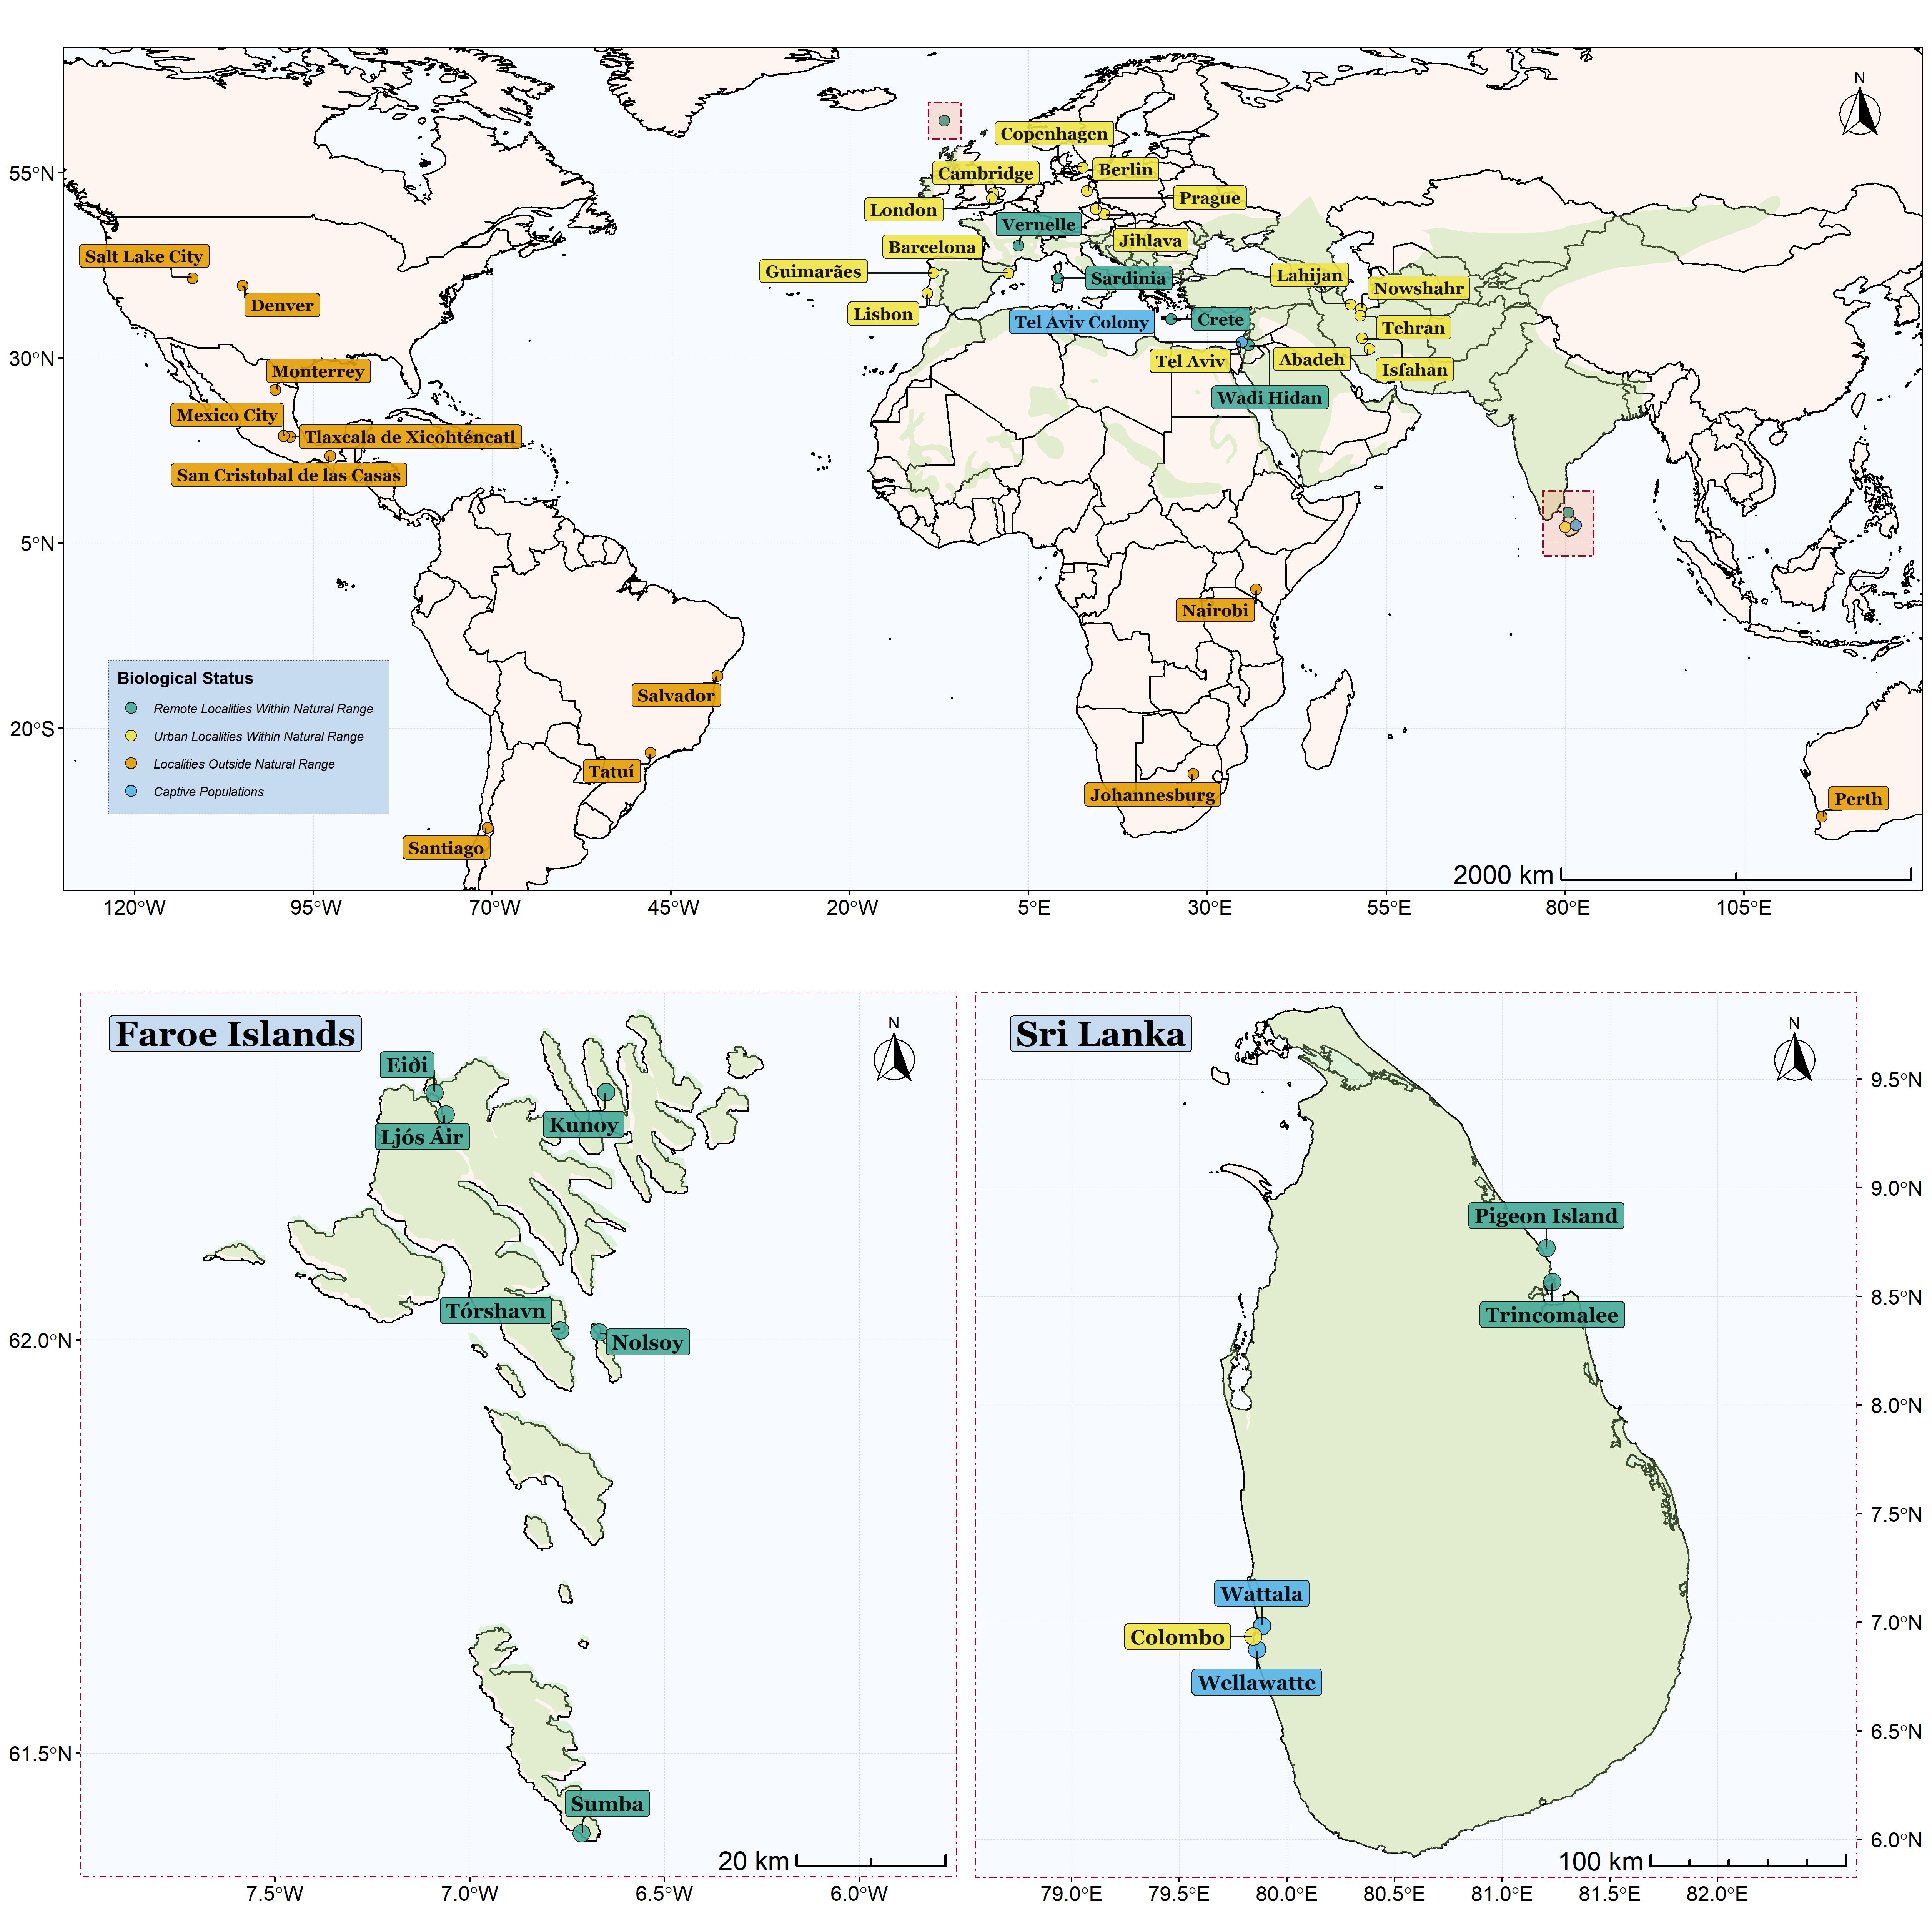 N
Copenhagen
55°N
Cambridge
Berlin
Prague
London
Vernelle
Jihlava
Barcelona
Salt Lake City
Guimarães
Sardinia
Lahijan
Nowshahr
Denver
Lisbon
Tel Aviv Colony
Crete
Tehran
30°N
Tel Aviv
Abadeh
Isfahan
Monterrey
Wadi Hidan
Mexico City
Tlaxcala de Xicohténcatl
San Cristobal de las Casas
5°N
Nairobi
Biological Status
Remote Localities Within Natural Range
Urban Localities Within Natural Range
Localities Outside Natural Range
Captive Populations
Salvador
20°S
Tatuí
Johannesburg
Perth
Santiago
2000 km
120°W 95°W 70°W 45°W 20°W 5°E 30°E 55°E 80°E 105°E
Faroe Islands
N
Eiði
Ljós Áir
Kunoy
Tórshavn
Nolsoy
62.0°N
61.5°N
Sumba
20 km
7.5°W 7.0°W 6.5°W 6.0°W
Sri Lanka
N
9.5°N
9.0°N
Pigeon Island
8.5°N
Trincomalee
8.0°N
7.5°N
Wattala
7.0°N
Colombo
Wellawatte
6.5°N
6.0°N
100 km
79.0°E 79.5°E 80.0°E 80.5°E 81.0°E 81.5°E 82.0°E